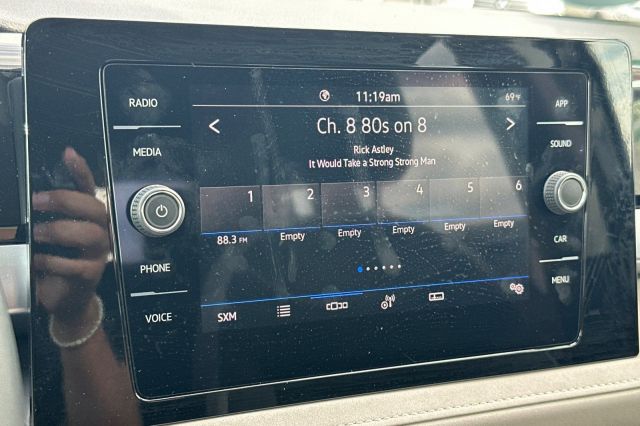 RADIO
MEDIA
PHONE
VOICE
11:19am
69°F
Ch. 8 80s on 8
Rick Astley
It Would Take a Strong Strong Man
1 2 3 4 5 6
88.3 FM Empty Empty Empty Empty Empty
SXM
APP
SOUND
CAR
MENU